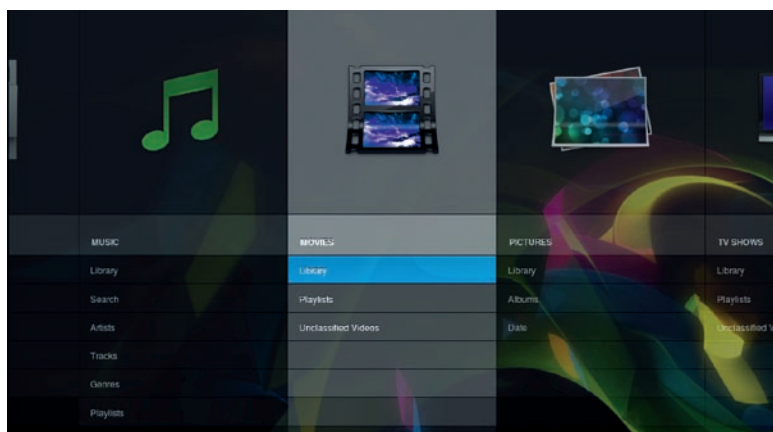 MUSIC
Library
Search
Artists
Tracks
Genres
Playlists
MOVIES
Library
Playlists
Unclassified Videos
PICTURES
Library
Albums
Date
TV SHOWS
Library
Playlists
Unclassified V